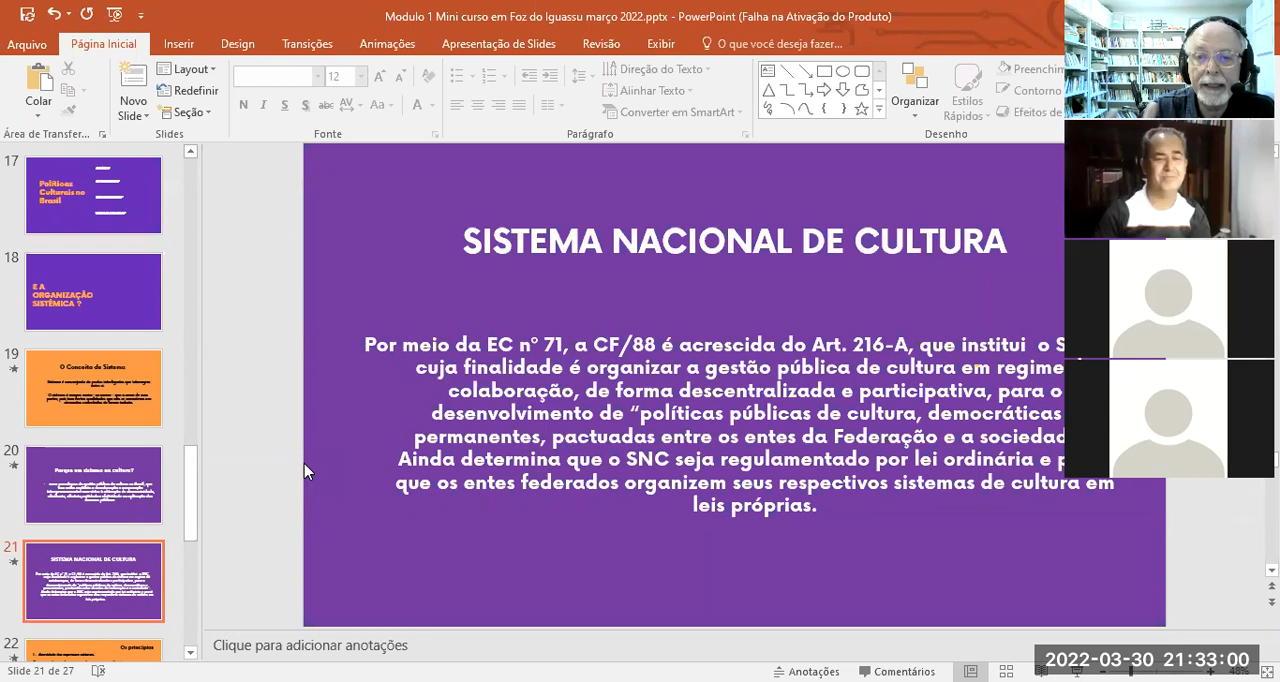 Modulo 1 Mini curso em Foz do Iguassu março 2022.pptx - PowerPoint (Falha na Ativação do Produto)
Arquivo Página Inicial Inserir Design Transições Animações Apresentação de Slides Revisão Exibir O que você deseja fazer...
Colar
Novo
Slide
Layout
Redefinir
Seção
12
N I S S abc AV Aa A
Direção do Texto
Alinhar Texto
Converter em SmartArt
Organizar
Estilos
Rápidos
Preenchim
Contorno
Efeitos de
Área de Transfer... Slides Fonte Parágrafo Desenho
17
Políticas
Culturais no
Brasil
18
E A
ORGANIZAÇÃO
SISTÊMICA ?
19
O Conceito de Sistema
20
Porque um sistema na cultura?
21
SISTEMA NACIONAL DE CULTURA
22
Os princípios
SISTEMA NACIONAL DE CULTURA
Por meio da EC nº 71, a CF/88 é acrescida do Art. 216-A, que institui o S
cuja finalidade é organizar a gestão pública de cultura em regime
colaboração, de forma descentralizada e participativa, para o
desenvolvimento de “políticas públicas de cultura, democráticas
permanentes, pactuadas entre os entes da Federação e a sociedad
Ainda determina que o SNC seja regulamentado por lei ordinária e p
que os entes federados organizem seus respectivos sistemas de cultura em
leis próprias.
Clique para adicionar anotações
Slide 21 de 27
Anotações Comentários
48%
2022-03-30 21:33:00